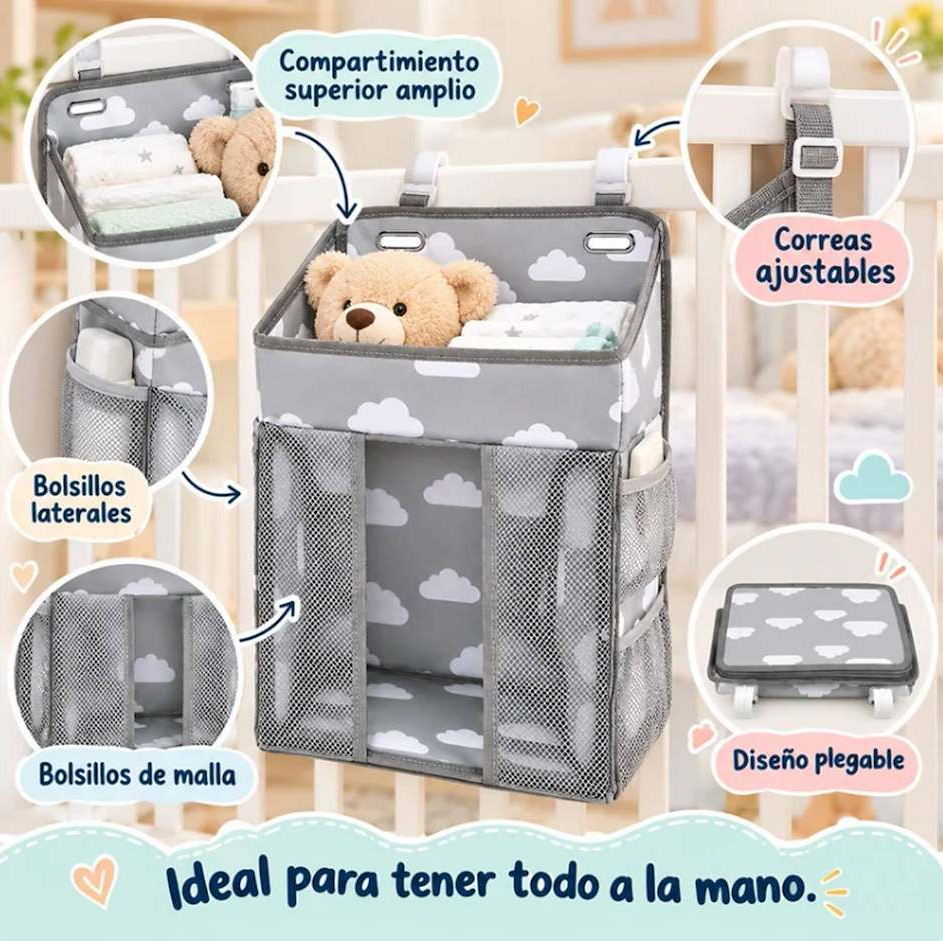 Compartimiento
superior amplio
Correas
ajustables
Bolsillos
laterales
Bolsillos de malla
Diseño plegable
Ideal para tener todo a la mano.